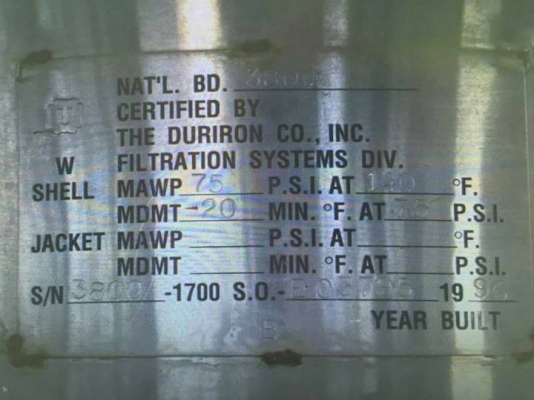 NAT'L. BD.
CERTIFIED BY
THE DURIRON CO., INC.
W FILTRATION SYSTEMS DIV.
SHELL MAWP 75 P.S.I. AT °F.
MDMT -20 MIN. °F. AT P.S.I.
JACKET MAWP P.S.I. AT °F.
MDMT MIN. °F. AT P.S.I.
S/N -1700 S.O.- 19 96
YEAR BUILT